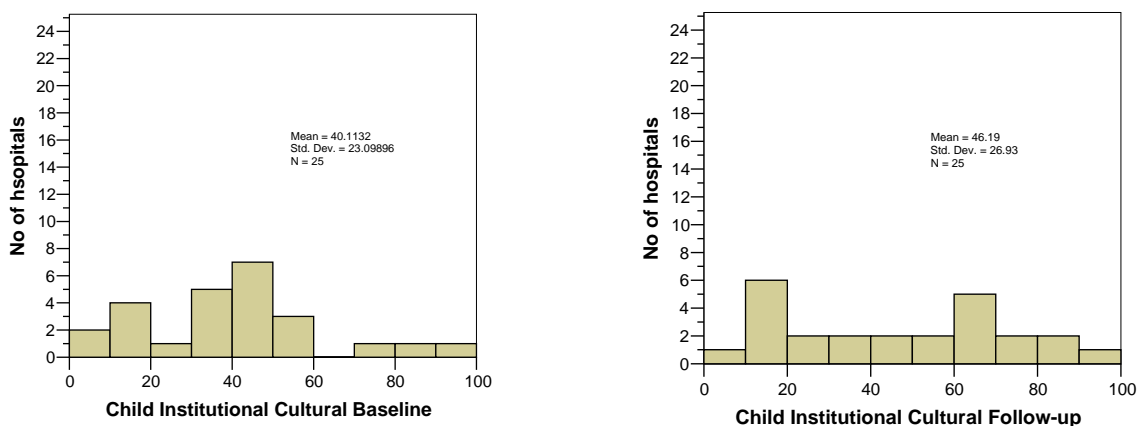 24
22
20
18
16
14
12
10
8
6
4
2
0
No of hsopitals
Mean = 40.1132
Std. Dev. = 23.09896
N = 25
0 20 40 60 80 100
Child Institutional Cultural Baseline
24
22
20
18
16
14
12
10
8
6
4
2
0
No of hospitals
Mean = 46.19
Std. Dev. = 26.93
N = 25
0 20 40 60 80 100
Child Institutional Cultural Follow-up